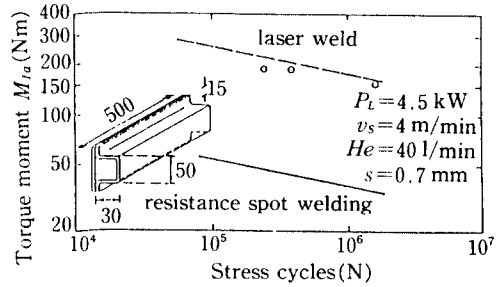 400
300
200
150
100
50
20
Torque moment M_{ta}(Nm)
laser weld
P_L=4.5 kW
v_s=4 m/min
He=40 l/min
s=0.7 mm
500
15
50
30
resistance spot welding
10^4
10^5
10^6
10^7
Stress cycles(N)